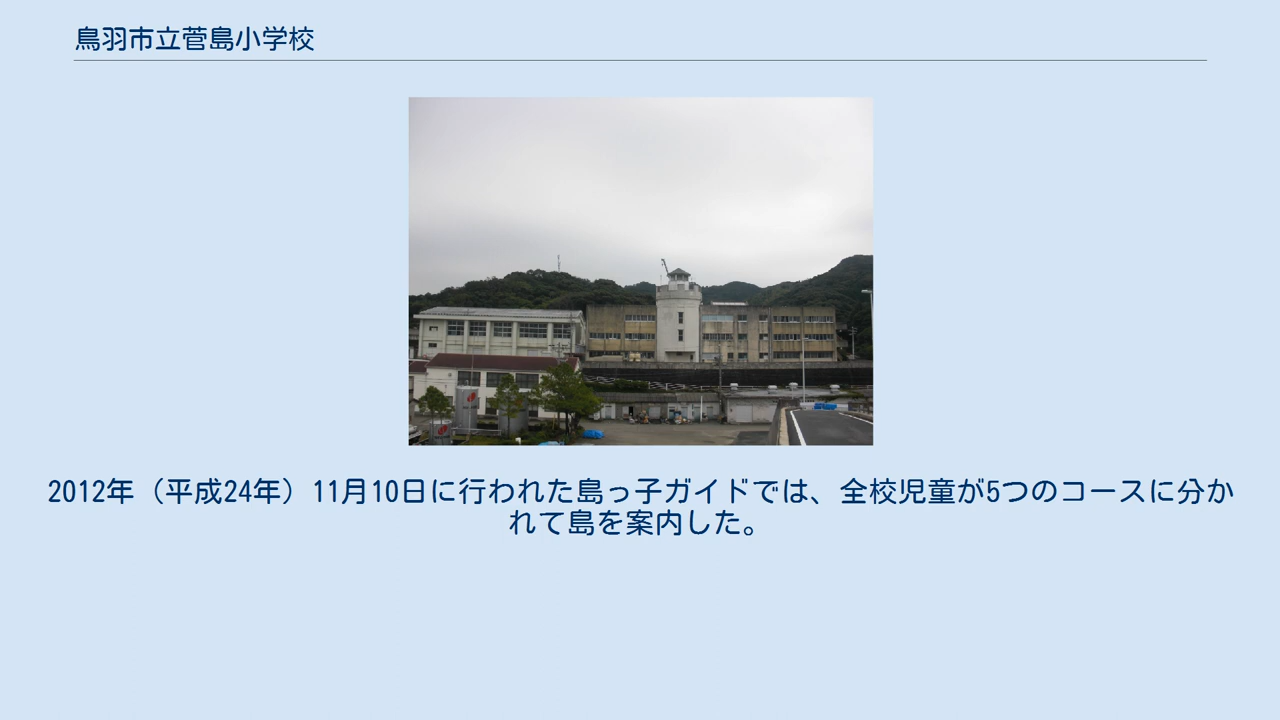 鳥羽市立菅島小学校
2012年（平成24年）11月10日に行われた島っ子ガイドでは、全校児童が5つのコースに分か
れて島を案内した。